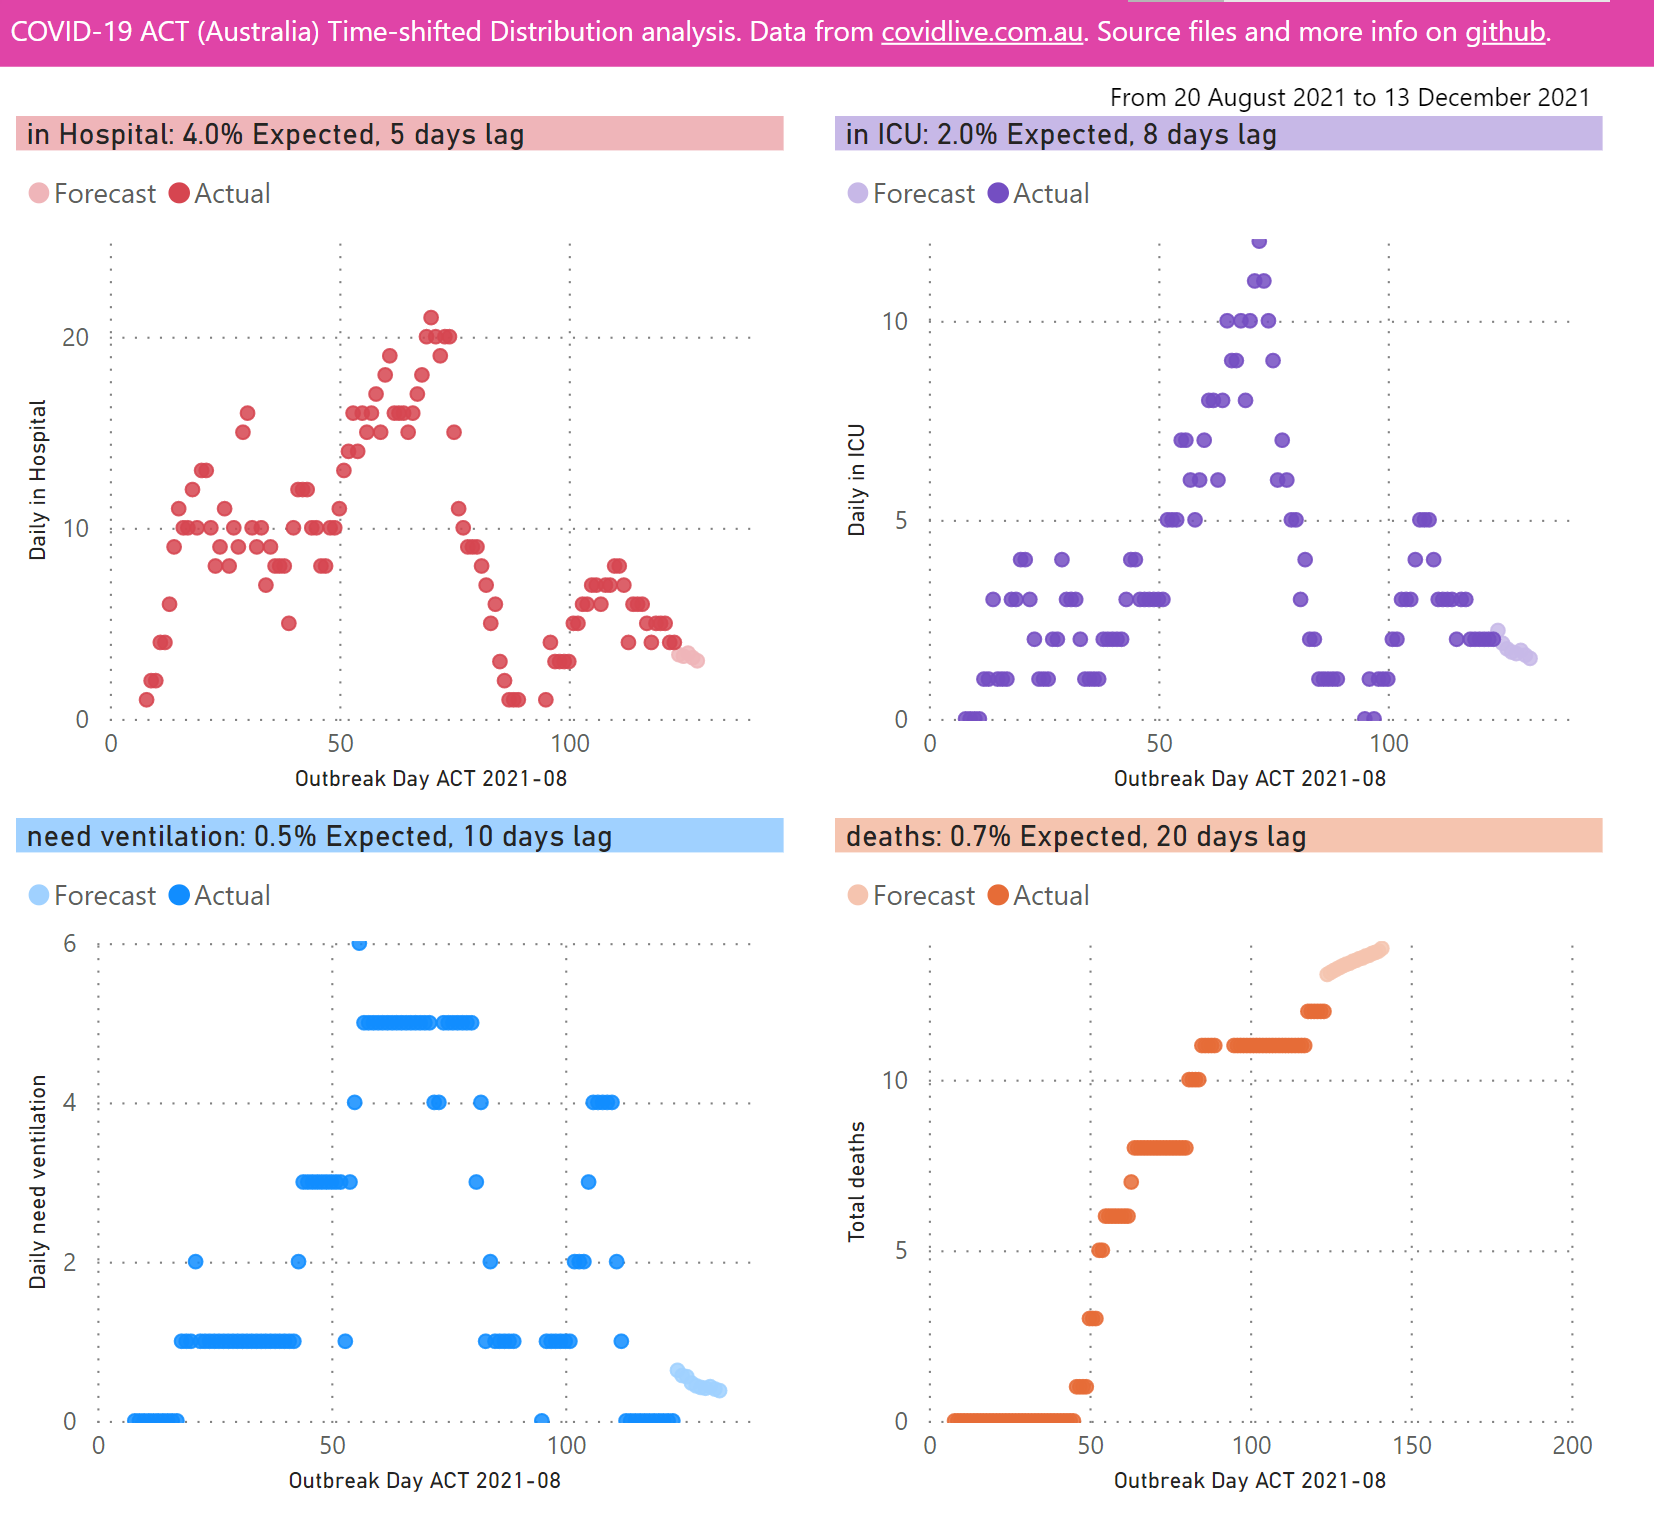 COVID-19 ACT (Australia) Time-shifted Distribution analysis. Data from covidlive.com.au. Source files and more info on github.
From 20 August 2021 to 13 December 2021
in Hospital: 4.0% Expected, 5 days lag
Forecast Actual
20
10
0
Daily in Hospital
0 50 100
Outbreak Day ACT 2021-08
in ICU: 2.0% Expected, 8 days lag
Forecast Actual
10
5
0
Daily in ICU
0 50 100
Outbreak Day ACT 2021-08
need ventilation: 0.5% Expected, 10 days lag
Forecast Actual
6
4
2
0
Daily need ventilation
0 50 100
Outbreak Day ACT 2021-08
deaths: 0.7% Expected, 20 days lag
Forecast Actual
10
5
0
Total deaths
0 50 100 150 200
Outbreak Day ACT 2021-08